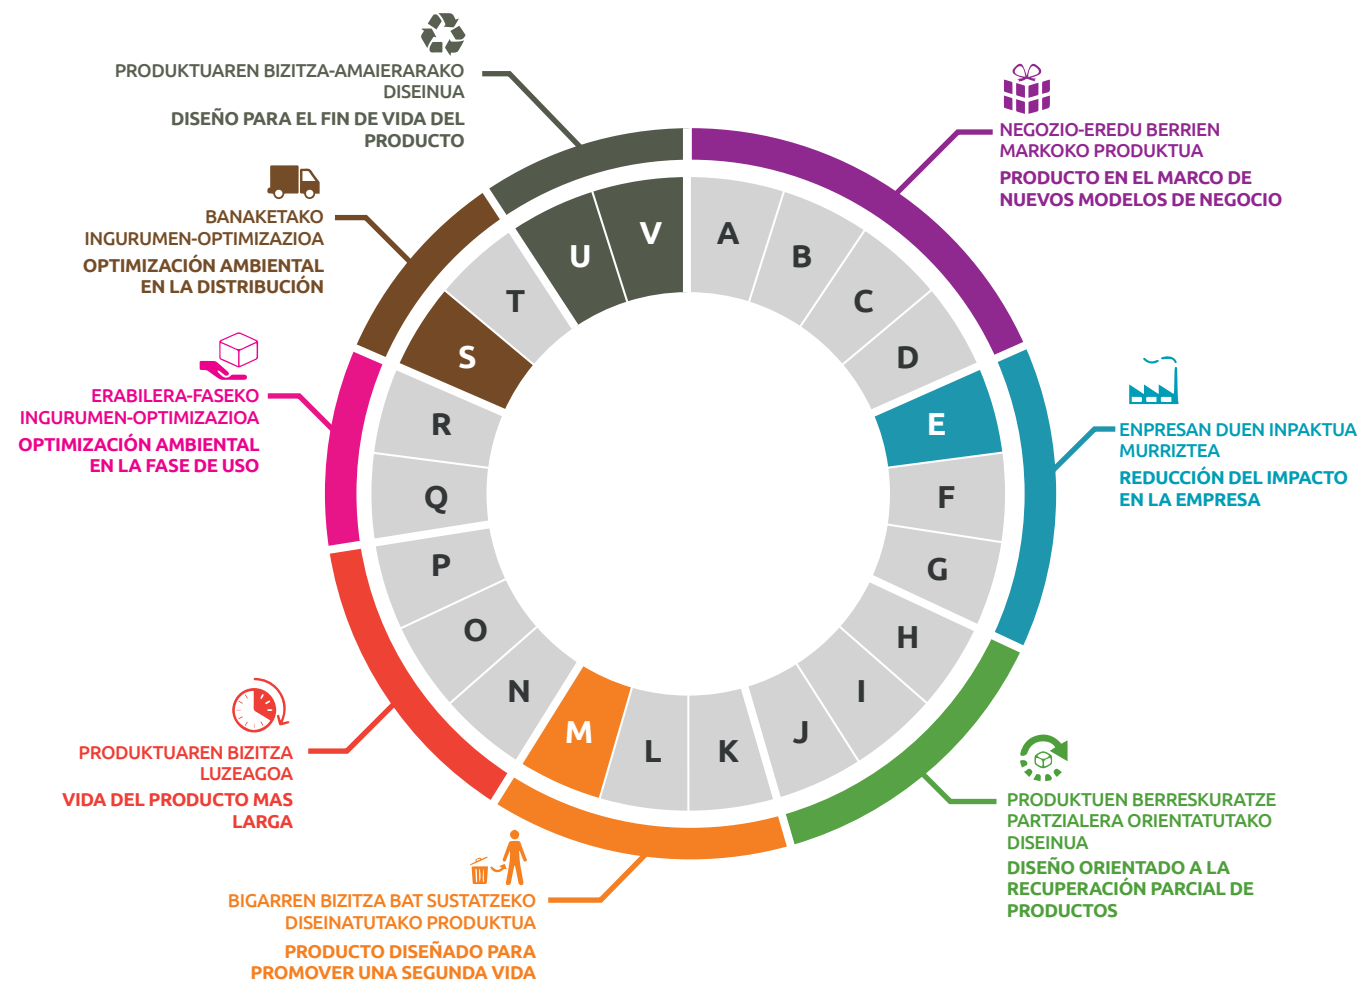 PRODUKTUAREN BIZITZA-AMAIERARAKO
DISEINUA
DISEÑO PARA EL FIN DE VIDA DEL
PRODUCTO
NEGOZIO-EREDU BERRIEN
MARKOKO PRODUKTUA
PRODUCTO EN EL MARCO DE
NUEVOS MODELOS DE NEGOCIO
BANAKETAKO
INGURUMEN-OPTIMIZAZIOA
OPTIMIZACIÓN AMBIENTAL
EN LA DISTRIBUCIÓN
ERABILERA-FASEKO
INGURUMEN-OPTIMIZAZIOA
OPTIMIZACIÓN AMBIENTAL
EN LA FASE DE USO
ENPRESAN DUEN INPAKTUA
MURRIZTEA
REDUCCIÓN DEL IMPACTO
EN LA EMPRESA
A
B
C
D
E
F
G
H
I
J
K
L
M
N
O
P
Q
R
S
T
U
V
PRODUKTUAREN BIZITZA
LUZEAGOA
VIDA DEL PRODUCTO MAS
LARGA
PRODUKTUEN BERRESKURATZE
PARTZIALERA ORIENTATUTAKO
DISEINUA
DISEÑO ORIENTADO A LA
RECUPERACIÓN PARCIAL DE
PRODUCTOS
BIGARREN BIZITZA BAT SUSTATZEKO
DISEINATUTAKO PRODUKTUA
PRODUCTO DISEÑADO PARA
PROMOVER UNA SEGUNDA VIDA